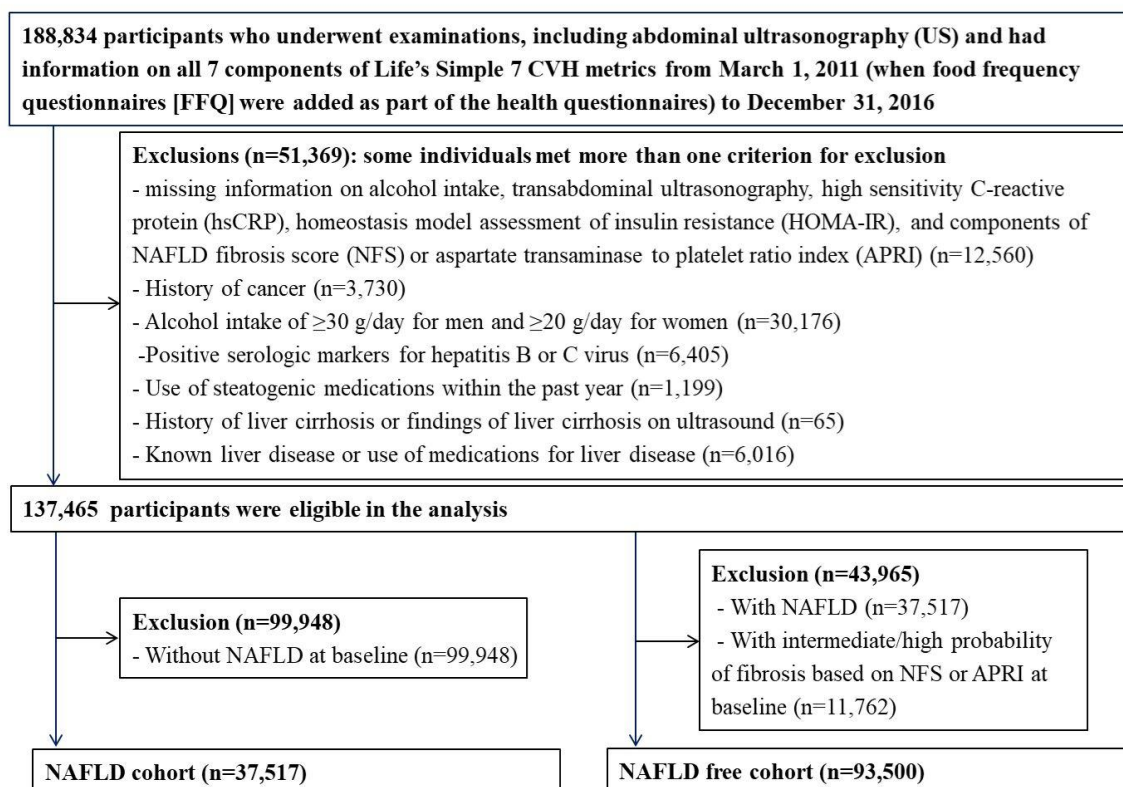 188,834 participants who underwent examinations, including abdominal ultrasonography (US) and had
information on all 7 components of Life's Simple 7 CVH metrics from March 1, 2011 (when food frequency
questionnaires [FFQ] were added as part of the health questionnaires) to December 31, 2016
Exclusions (n=51,369): some individuals met more than one criterion for exclusion
- missing information on alcohol intake, transabdominal ultrasonography, high sensitivity C-reactive
protein (hsCRP), homeostasis model assessment of insulin resistance (HOMA-IR), and components of
NAFLD fibrosis score (NFS) or aspartate transaminase to platelet ratio index (APRI) (n=12,560)
- History of cancer (n=3,730)
- Alcohol intake of ≥30 g/day for men and ≥20 g/day for women (n=30,176)
-Positive serologic markers for hepatitis B or C virus (n=6,405)
- Use of steatogenic medications within the past year (n=1,199)
- History of liver cirrhosis or findings of liver cirrhosis on ultrasound (n=65)
- Known liver disease or use of medications for liver disease (n=6,016)
137,465 participants were eligible in the analysis
Exclusion (n=99,948)
- Without NAFLD at baseline (n=99,948)
Exclusion (n=43,965)
- With NAFLD (n=37,517)
- With intermediate/high probability
of fibrosis based on NFS or APRI at
baseline (n=11,762)
NAFLD cohort (n=37,517)
NAFLD free cohort (n=93,500)